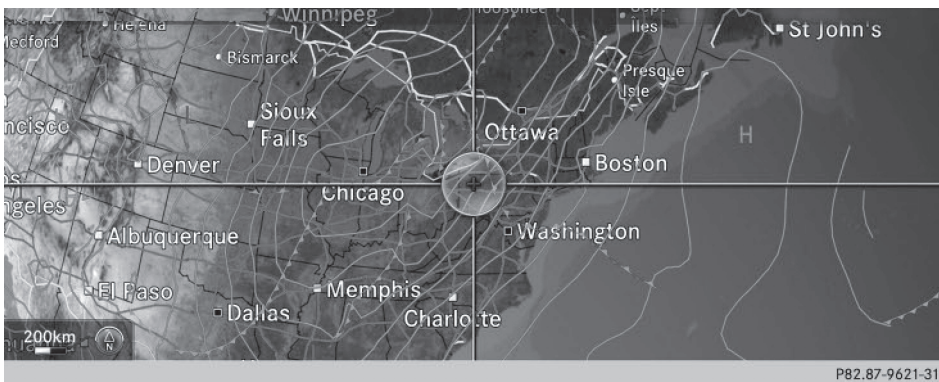 Winnipeg
Helena
St John's
Bismarck
Presque
Isle
Sioux
Falls
Ottawa
H
Denver
Boston
Chicago
Washington
Albuquerque
El Paso
Memphis
Dallas
Charlotte
200km
N
P82.87-9621-31